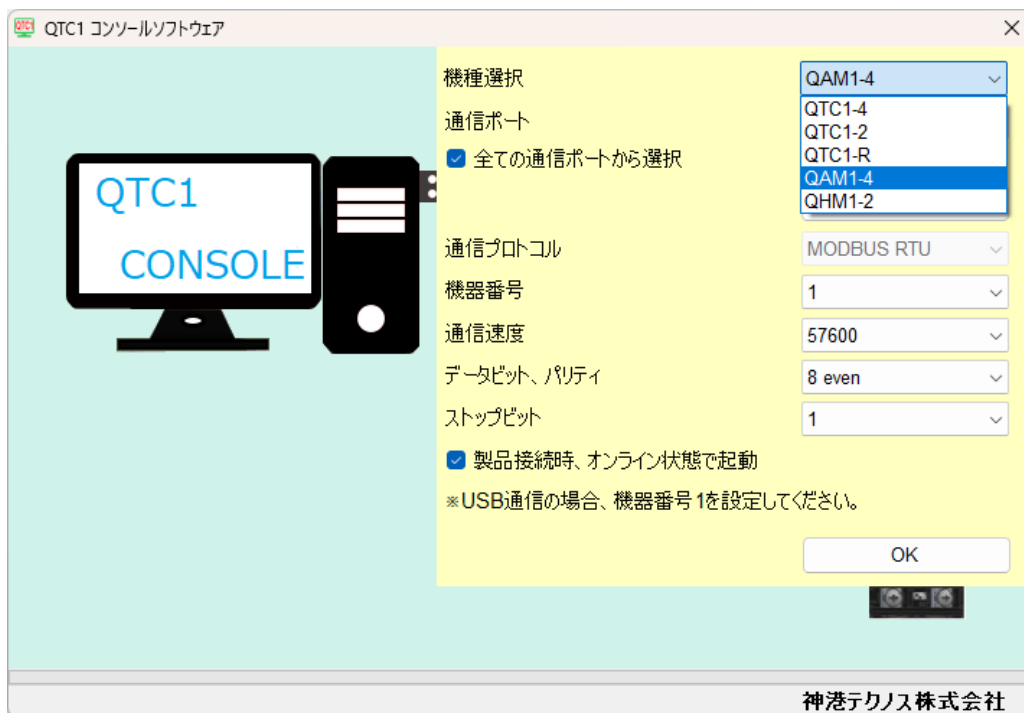 QTC1 コンソールソフトウェア
QTC1
CONSOLE
機種選択 QAM1-4
QTC1-4
QTC1-2
QTC1-R
QAM1-4
QHM1-2
通信ポート
全ての通信ポートから選択
通信プロトコル MODBUS RTU
機器番号 1
通信速度 57600
データビット、パリティ 8 even
ストップビット 1
製品接続時、オンライン状態で起動
※USB通信の場合、機器番号1を設定してください。
OK
神港テクノス株式会社